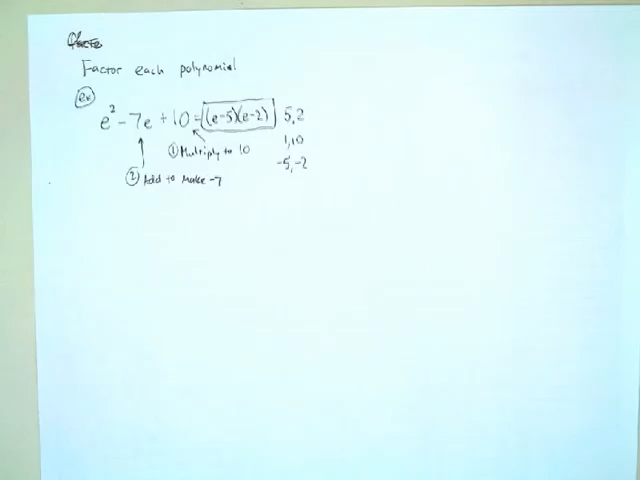 Factor each polynomial
ex
e² - 7e + 10 = (e-5)(e-2) 5,2
1,10
① Multiply to 10
-5,-2
② Add to make -7